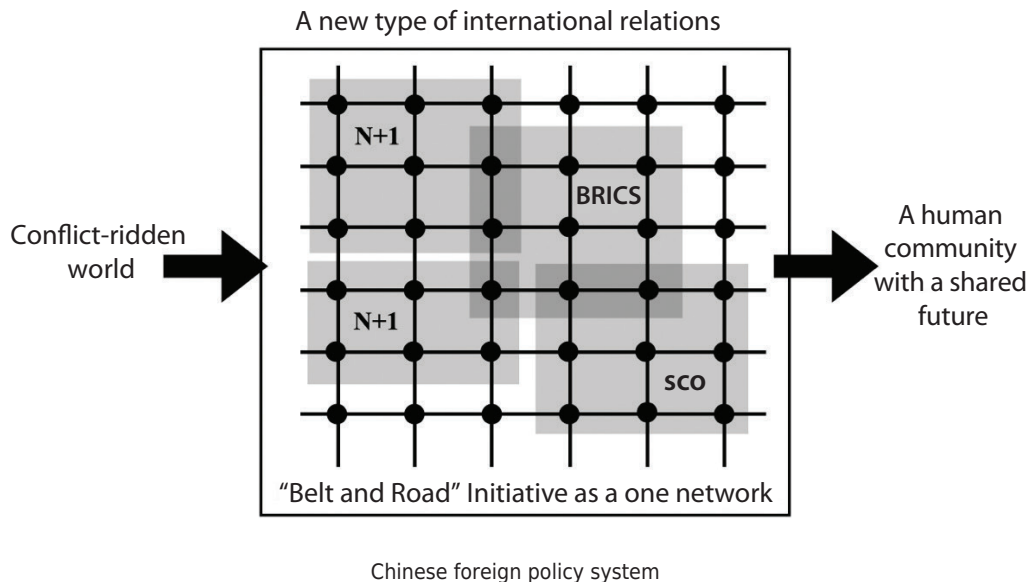 A new type of international relations
N+1
BRICS
Conflict-ridden
world
A human
community
with a shared
future
N+1
SCO
“Belt and Road” Initiative as a one network
Chinese foreign policy system